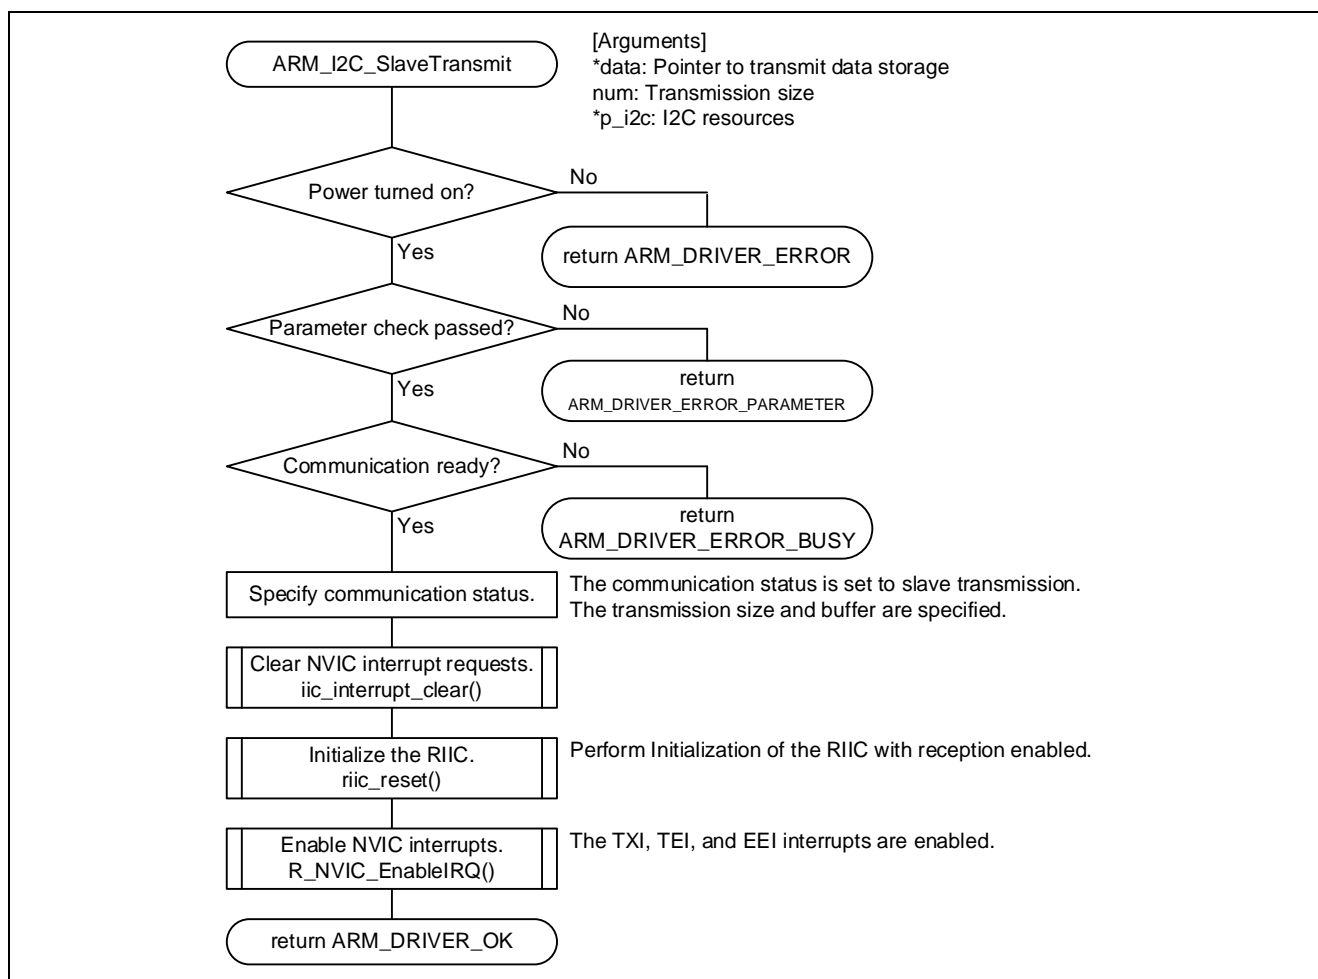 ARM_I2C_SlaveTransmit
[Arguments]
*data: Pointer to transmit data storage
num: Transmission size
*p_i2c: I2C resources
Power turned on?
No
return ARM_DRIVER_ERROR
Yes
Parameter check passed?
No
return
ARM_DRIVER_ERROR_PARAMETER
Yes
Communication ready?
No
return
ARM_DRIVER_ERROR_BUSY
Yes
Specify communication status.
The communication status is set to slave transmission.
The transmission size and buffer are specified.
Clear NVIC interrupt requests.
iic_interrupt_clear()
Initialize the RIIC.
riic_reset()
Perform Initialization of the RIIC with reception enabled.
Enable NVIC interrupts.
R_NVIC_EnableIRQ()
The TXI, TEI, and EEI interrupts are enabled.
return ARM_DRIVER_OK